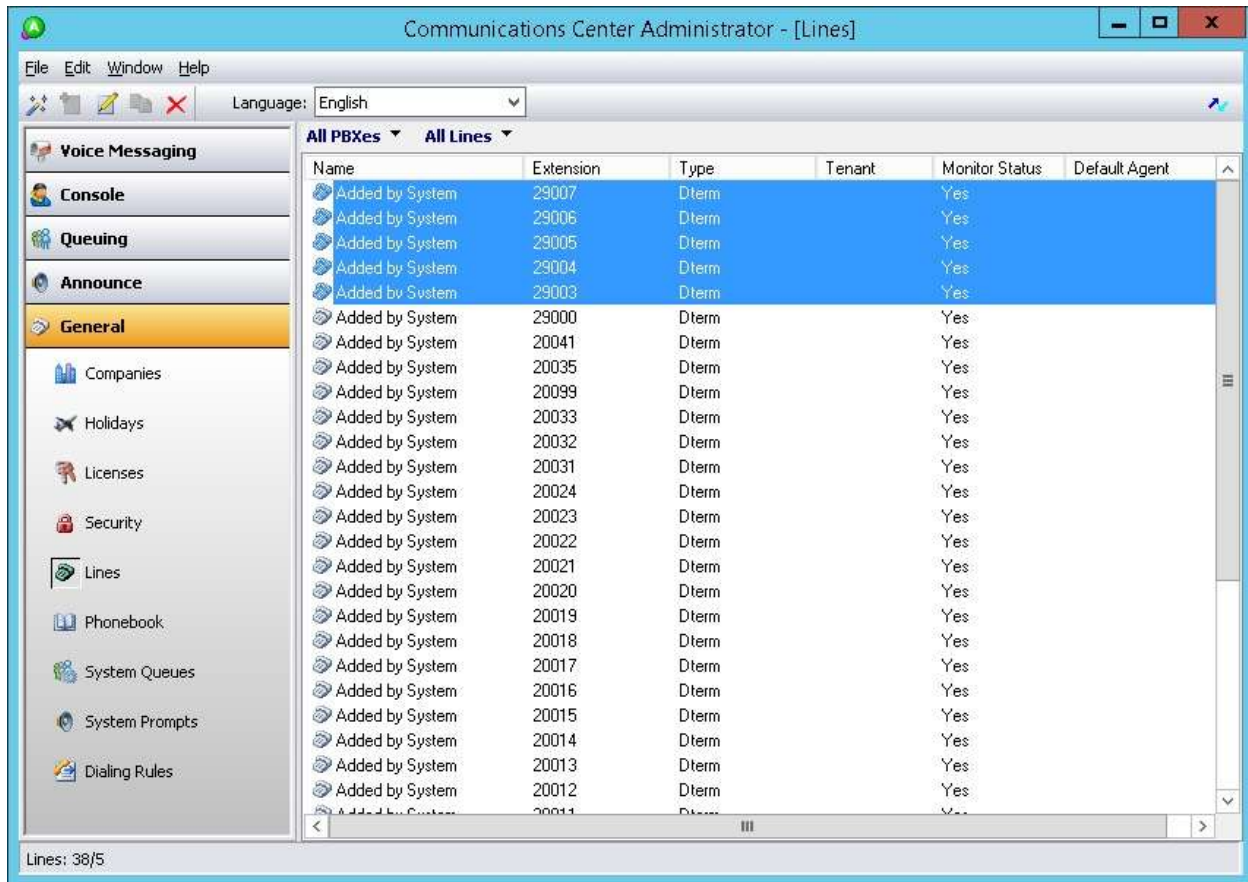 Communications Center Administrator - [Lines]
File Edit Window Help
Language: English
Voice Messaging
Console
Queuing
Announce
General
Companies
Holidays
Licenses
Security
Lines
Phonebook
System Queues
System Prompts
Dialing Rules
All PBXes All Lines
Name Extension Type Tenant Monitor Status Default Agent
Added by System 29007 Dterm Yes
Added by System 29006 Dterm Yes
Added by System 29005 Dterm Yes
Added by System 29004 Dterm Yes
Added by System 29003 Dterm Yes
Added by System 29000 Dterm Yes
Added by System 20041 Dterm Yes
Added by System 20035 Dterm Yes
Added by System 20099 Dterm Yes
Added by System 20033 Dterm Yes
Added by System 20032 Dterm Yes
Added by System 20031 Dterm Yes
Added by System 20024 Dterm Yes
Added by System 20023 Dterm Yes
Added by System 20022 Dterm Yes
Added by System 20021 Dterm Yes
Added by System 20020 Dterm Yes
Added by System 20019 Dterm Yes
Added by System 20018 Dterm Yes
Added by System 20017 Dterm Yes
Added by System 20016 Dterm Yes
Added by System 20015 Dterm Yes
Added by System 20014 Dterm Yes
Added by System 20013 Dterm Yes
Added by System 20012 Dterm Yes
Added by System 20011 Dterm Yes
Lines: 38/5